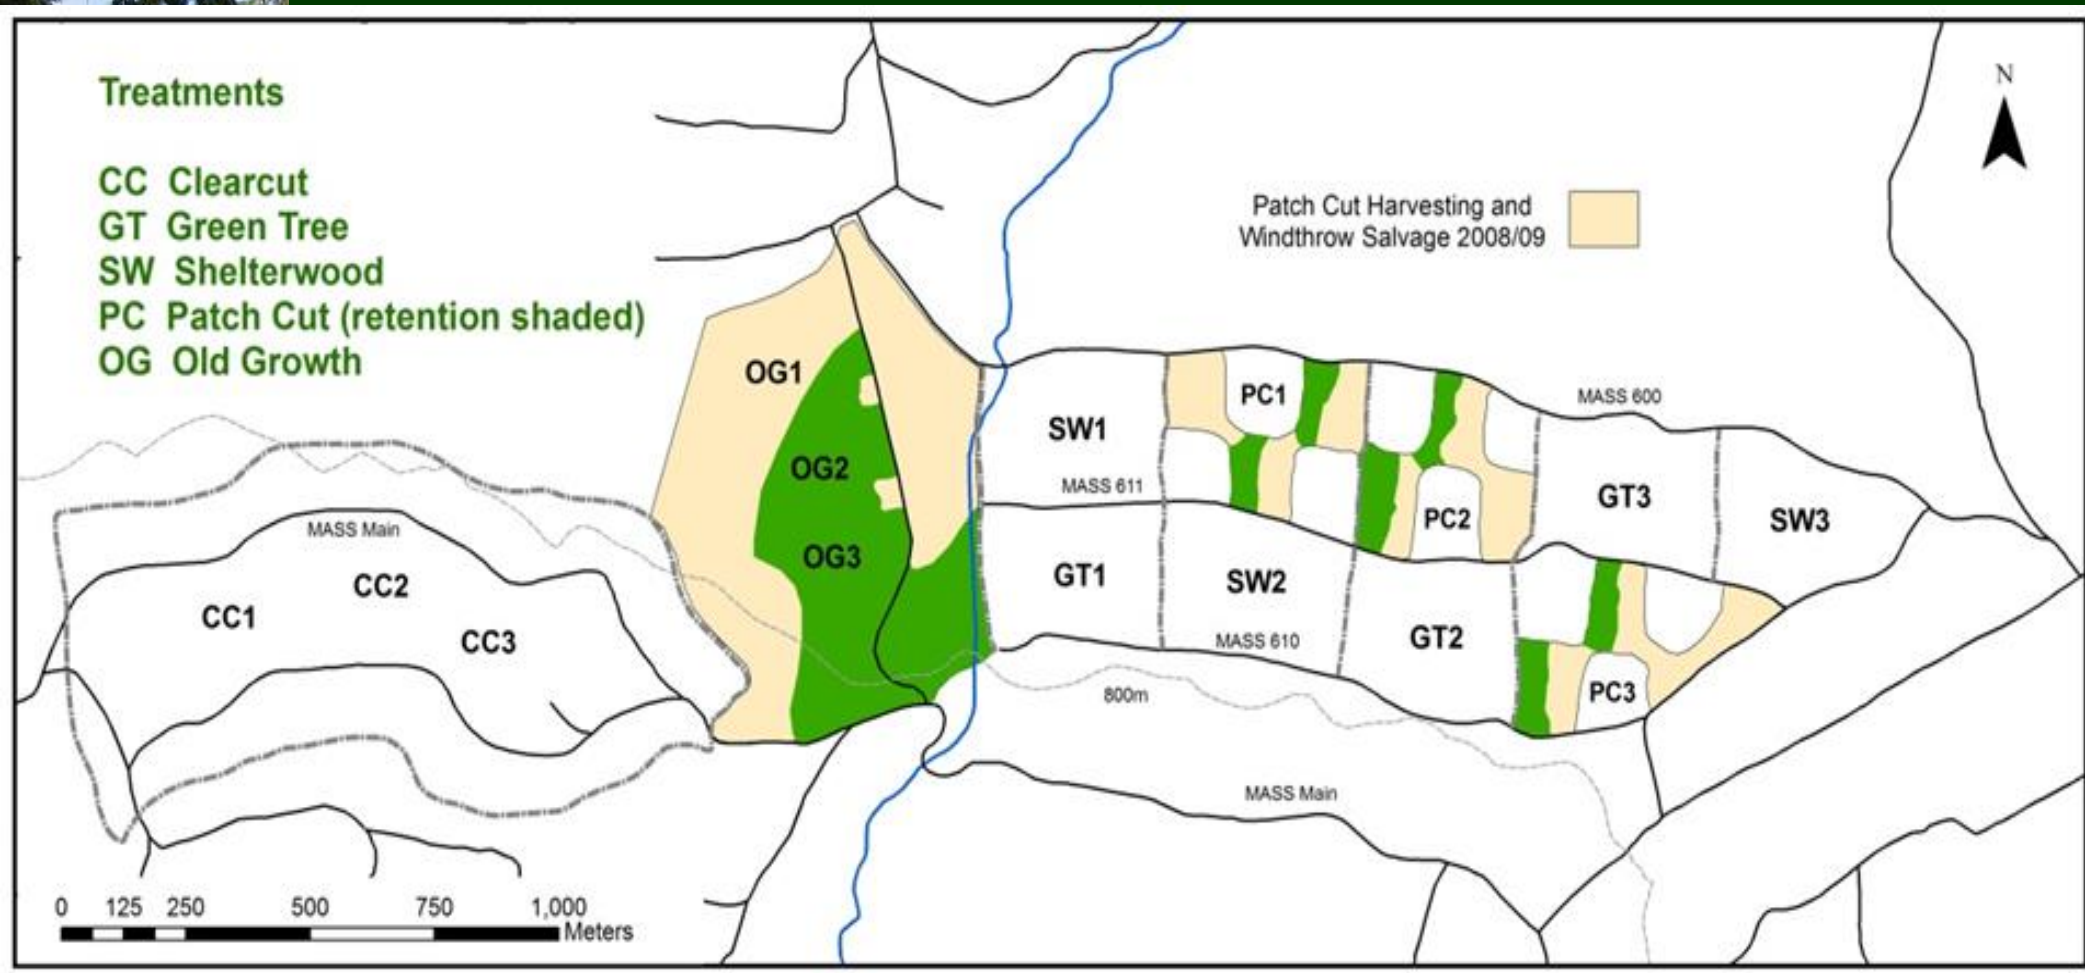 Treatments
CC Clearcut
GT Green Tree
SW Shelterwood
PC Patch Cut (retention shaded)
OG Old Growth
N
Patch Cut Harvesting and
Windthrow Salvage 2008/09
OG1
OG2
OG3
SW1
MASS 611
PC1
MASS 600
PC2
GT3
SW3
MASS Main
CC1
CC2
CC3
GT1
SW2
MASS 610
GT2
PC3
800m
MASS Main
0 125 250 500 750 1,000
Meters